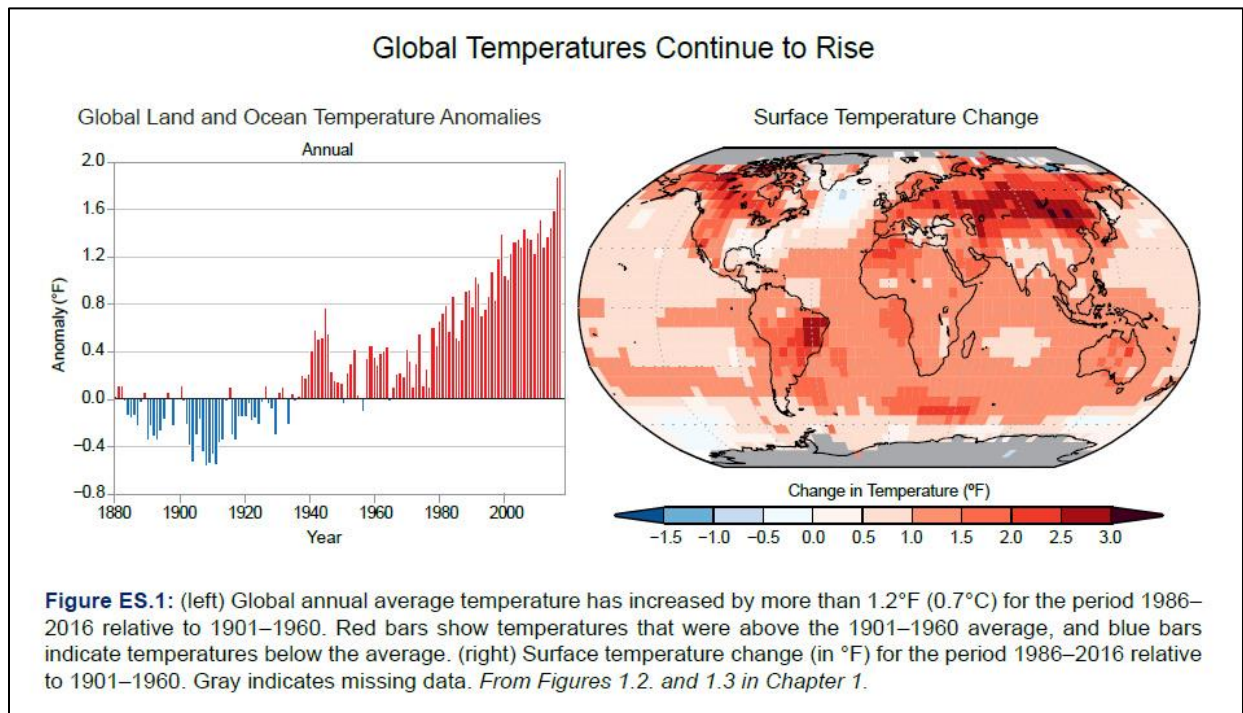 Global Temperatures Continue to Rise
Global Land and Ocean Temperature Anomalies
Annual
2.0
1.6
1.2
0.8
0.4
0.0
−0.4
−0.8
Anomaly (°F)
1880 1900 1920 1940 1960 1980 2000
Year
Surface Temperature Change
Change in Temperature (ºF)
−1.5 −1.0 −0.5 0.0 0.5 1.0 1.5 2.0 2.5 3.0
Figure ES.1: (left) Global annual average temperature has increased by more than 1.2°F (0.7°C) for the period 1986–
2016 relative to 1901–1960. Red bars show temperatures that were above the 1901–1960 average, and blue bars
indicate temperatures below the average. (right) Surface temperature change (in °F) for the period 1986–2016 relative
to 1901–1960. Gray indicates missing data. From Figures 1.2. and 1.3 in Chapter 1.